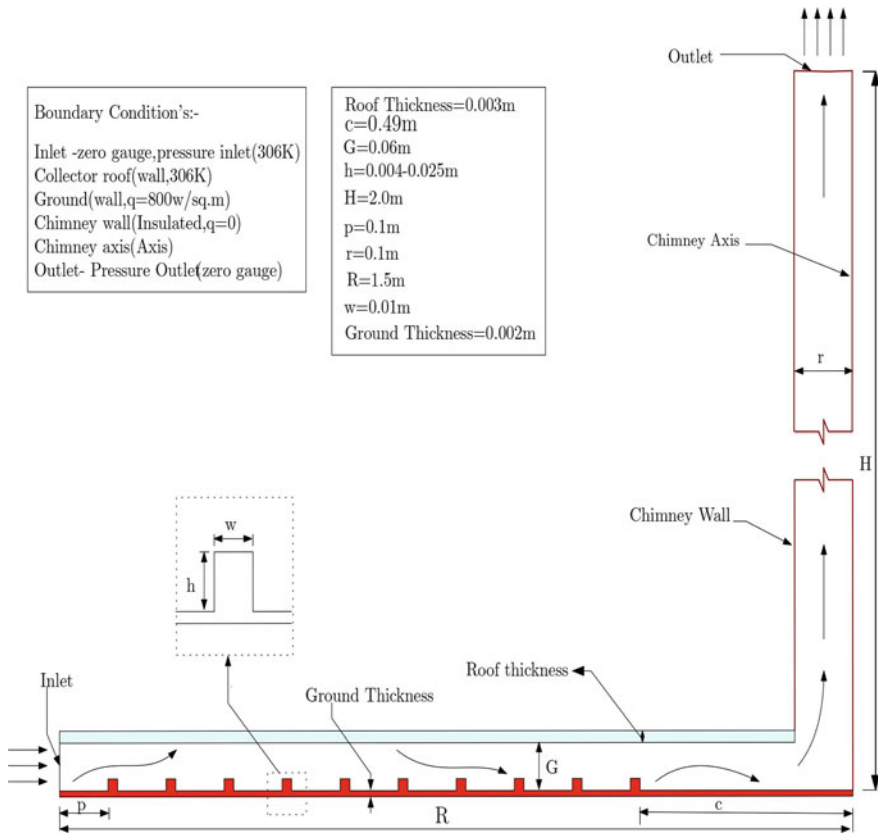 Outlet
Boundary Condition's:-
Inlet -zero gauge,pressure inlet(306K)
Collector roof(wall,306K)
Ground(wall,q=800w/sq.m)
Chimney wall(Insulated,q=0)
Chimney axis(Axis)
Outlet- Pressure Outlet(zero gauge)
Roof Thickness=0.003m
c=0.49m
G=0.06m
h=0.004-0.025m
H=2.0m
p=0.1m
r=0.1m
R=1.5m
w=0.01m
Ground Thickness=0.002m
Chimney Axis
r
H
Chimney Wall
w
h
Roof thickness
Inlet
Ground Thickness
G
p
R
c